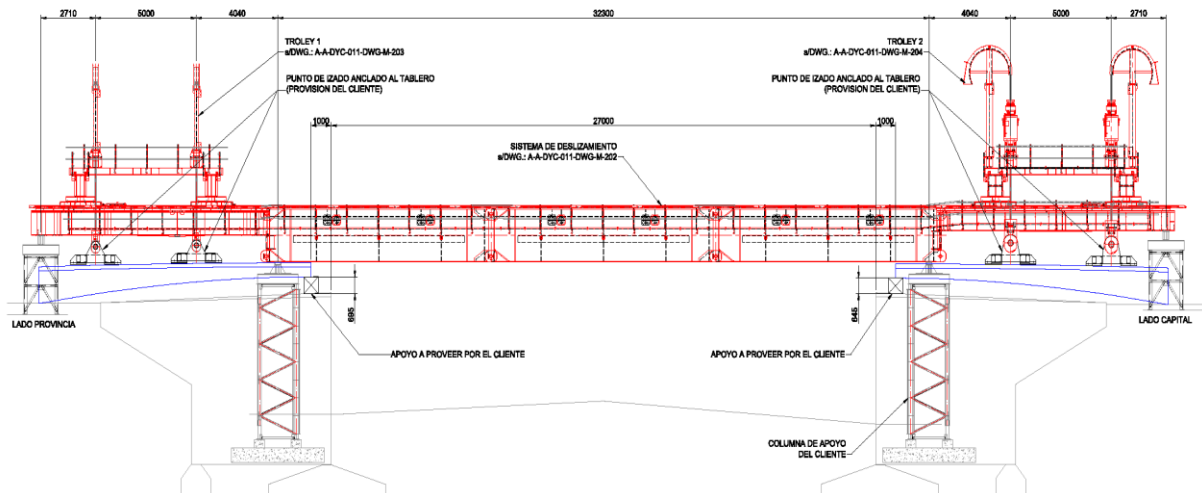 2710 5000 4040 32300 4040 5000 2710
TROLEY 1
s/DWG.: A-A-DYC-011-DWG-M-203
TROLEY 2
s/DWG.: A-A-DYC-011-DWG-M-204
PUNTO DE IZADO ANCLADO AL TABLERO
(PROVISION DEL CLIENTE)
PUNTO DE IZADO ANCLADO AL TABLERO
(PROVISION DEL CLIENTE)
1000 27000 1000
SISTEMA DE DESLIZAMIENTO
s/DWG.: A-A-DYC-011-DWG-M-202
695
645
LADO PROVINCIA
LADO CAPITAL
APOYO A PROVEER POR EL CLIENTE
APOYO A PROVEER POR EL CLIENTE
COLUMNA DE APOYO
DEL CLIENTE